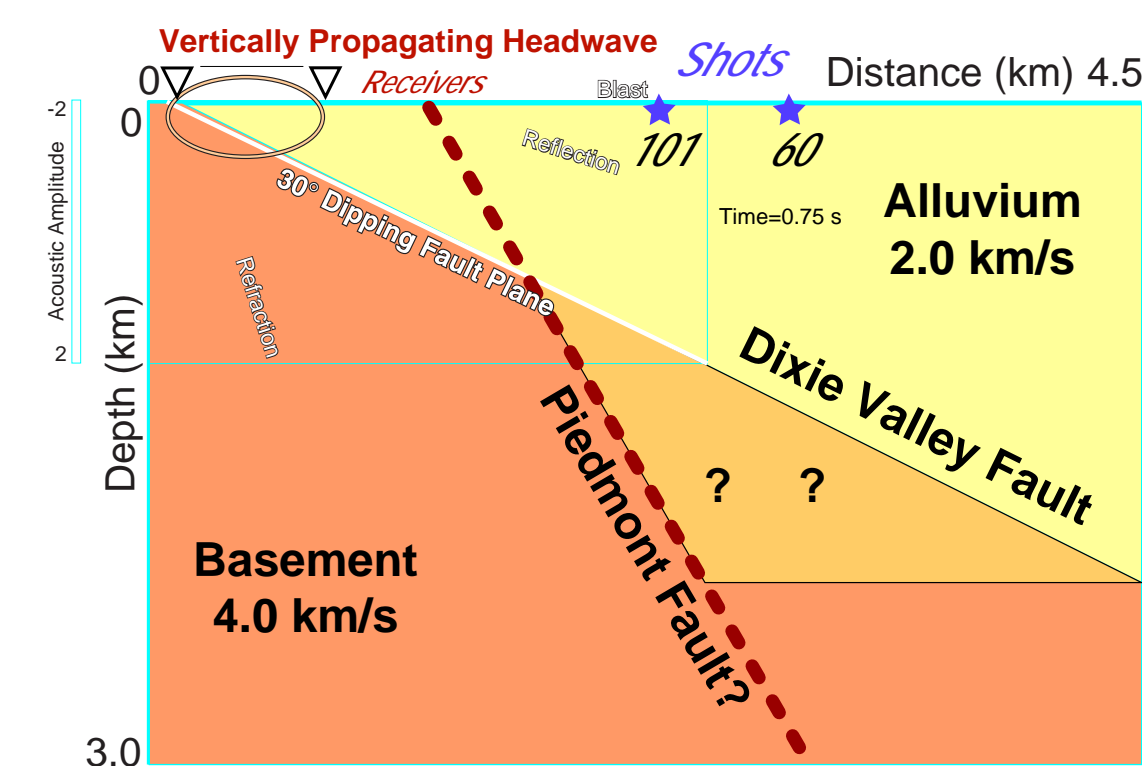 Vertically Propagating Headwave
Shots
Distance (km) 4.5
0
Receivers
Blast
-2
0
101
60
Reflection
Acoustic Amplitude
30° Dipping Fault Plane
Time=0.75 s
Alluvium
2.0 km/s
Refraction
2
Depth (km)
Dixie Valley Fault
Piedmont Fault?
? ?
Basement
4.0 km/s
3.0